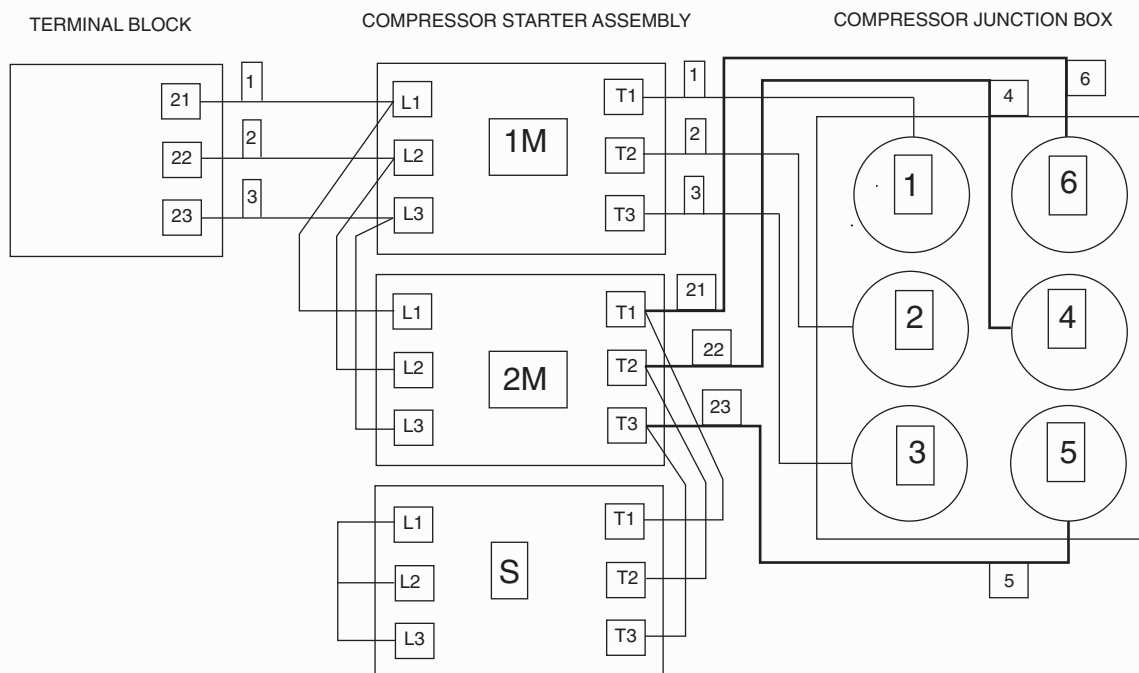 TERMINAL BLOCK
COMPRESSOR STARTER ASSEMBLY
COMPRESSOR JUNCTION BOX
21
22
23
1
2
3
L1
L2
L3
1M
T1
T2
T3
1
2
3
L1
L2
L3
2M
T1
T2
T3
21
22
23
L1
L2
L3
S
T1
T2
T3
6
4
5
1
6
2
4
3
5